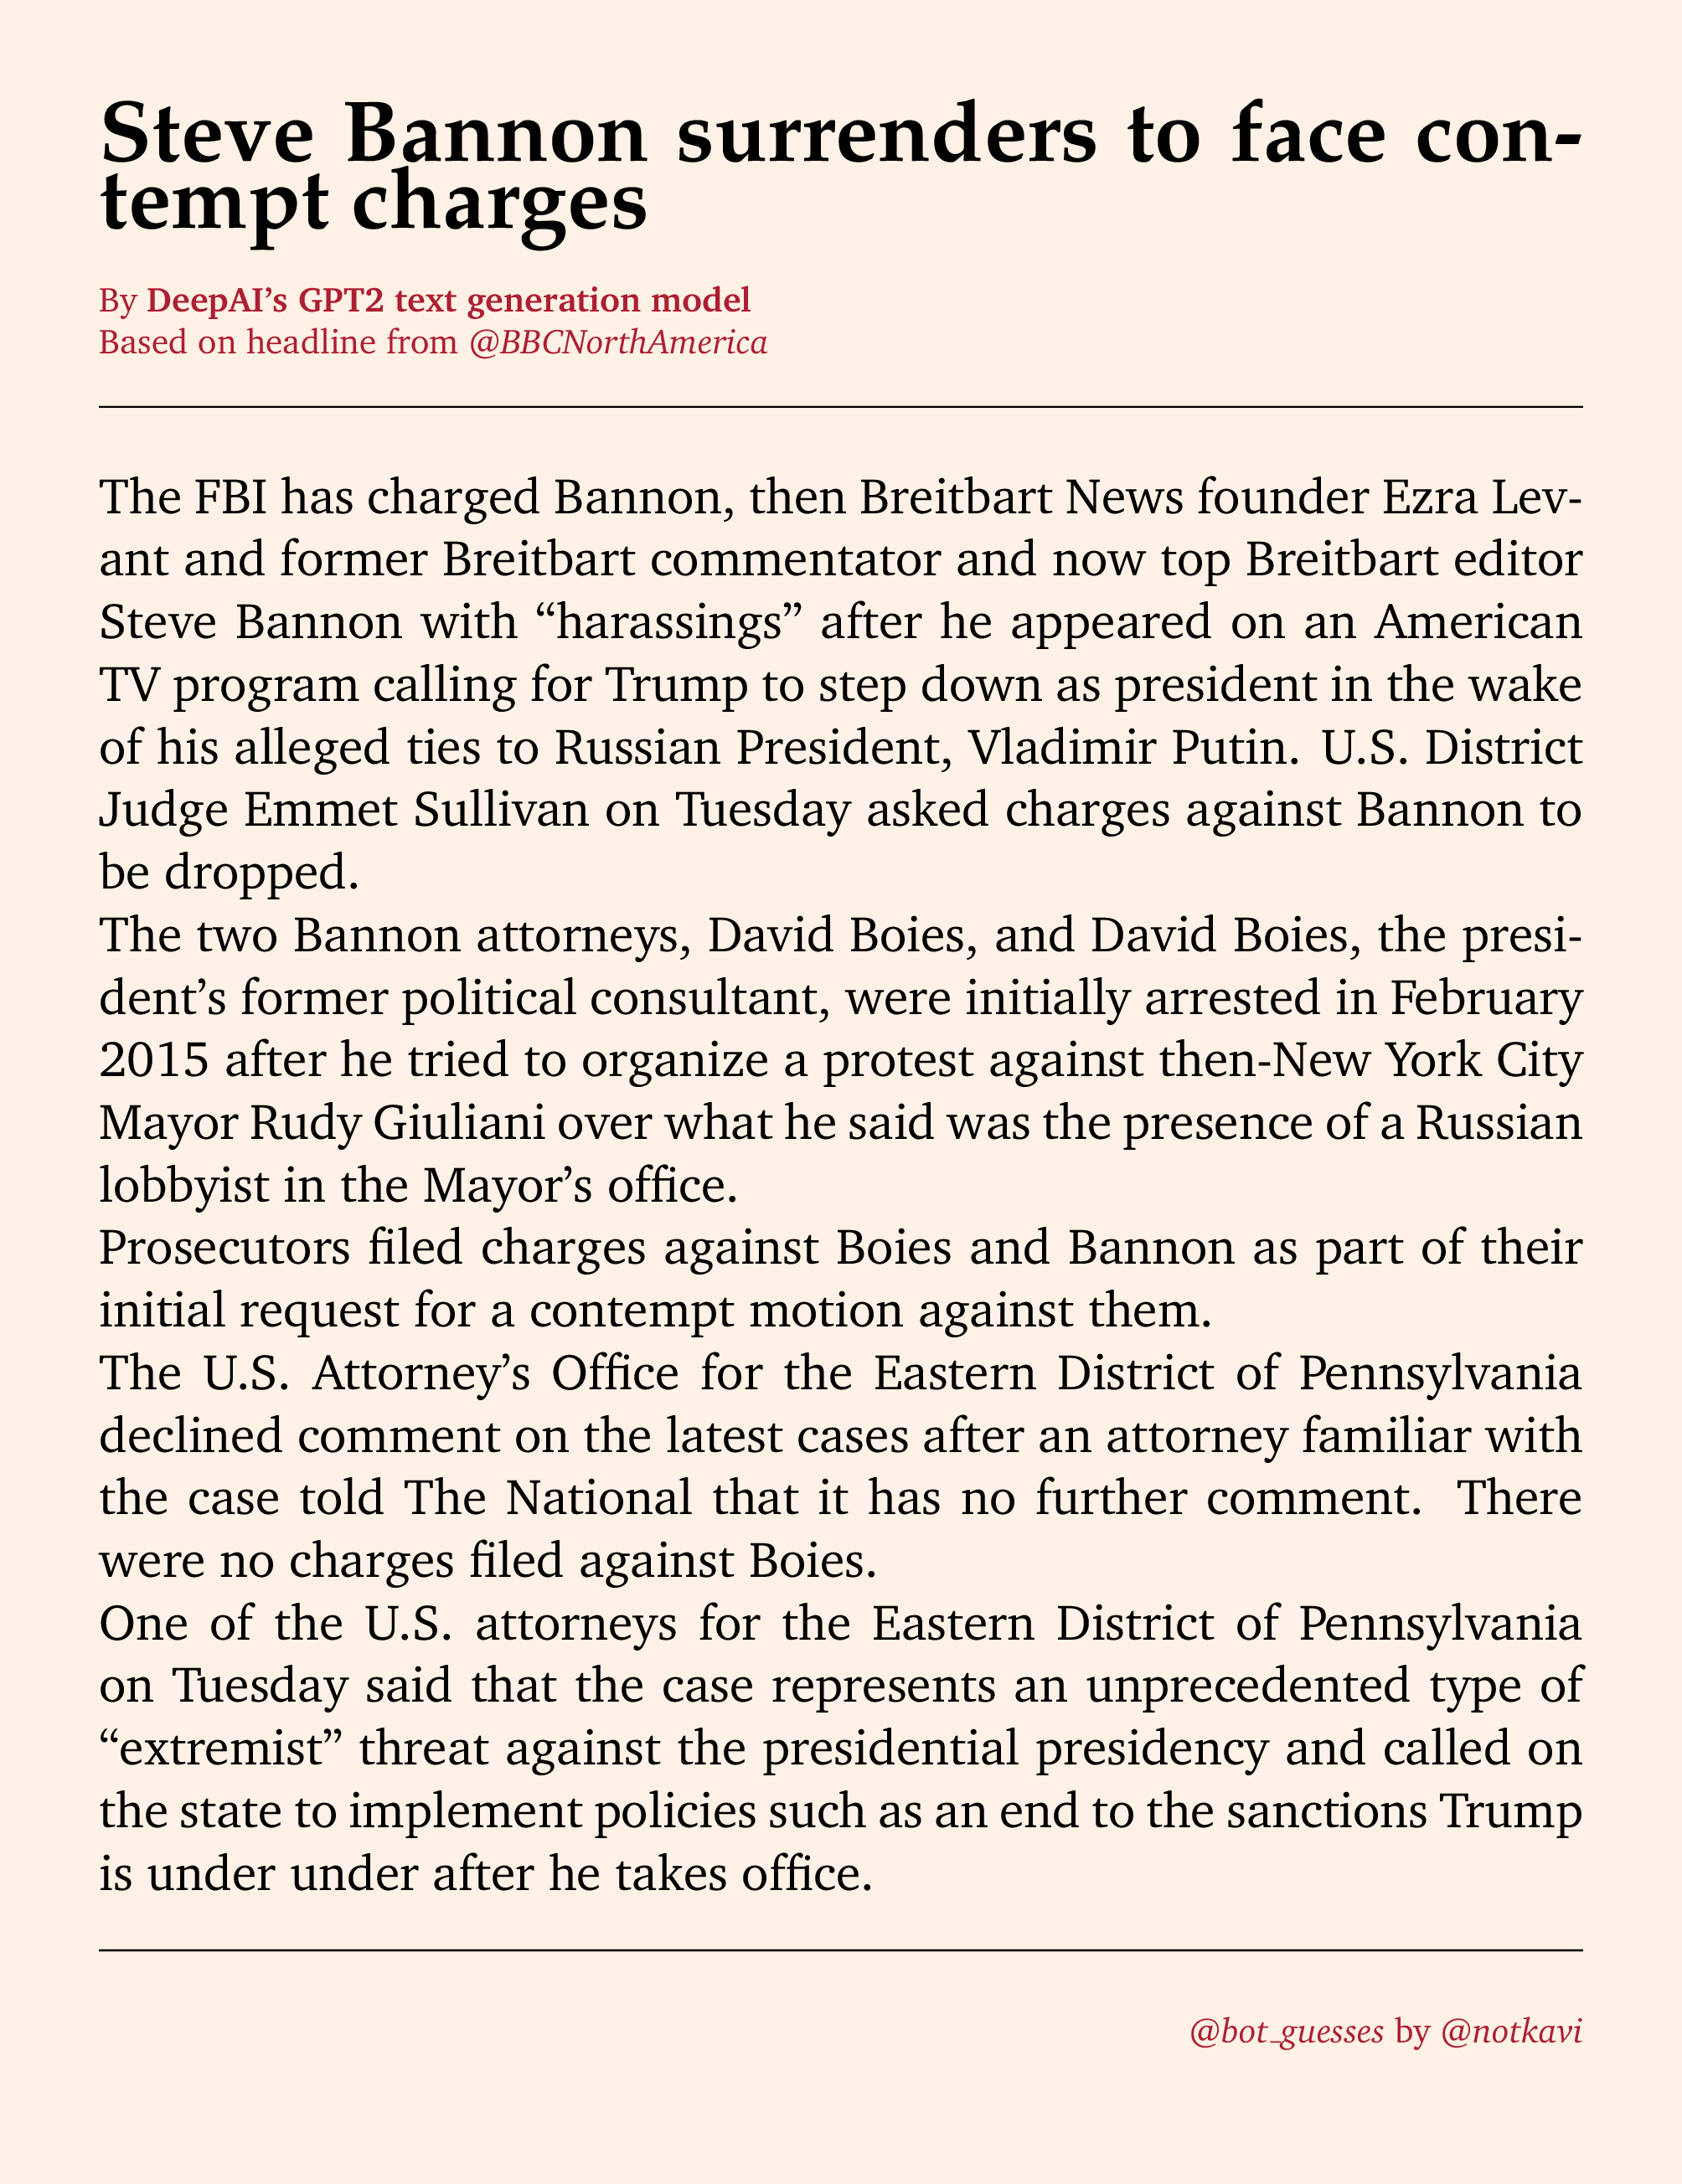 Steve Bannon surrenders to face con-
tempt charges
By DeepAI’s GPT2 text generation model
Based on headline from @BBCNorthAmerica
The FBI has charged Bannon, then Breitbart News founder Ezra Lev-
ant and former Breitbart commentator and now top Breitbart editor
Steve Bannon with “harassings” after he appeared on an American
TV program calling for Trump to step down as president in the wake
of his alleged ties to Russian President, Vladimir Putin. U.S. District
Judge Emmet Sullivan on Tuesday asked charges against Bannon to
be dropped.
The two Bannon attorneys, David Boies, and David Boies, the presi-
dent’s former political consultant, were initially arrested in February
2015 after he tried to organize a protest against then-New York City
Mayor Rudy Giuliani over what he said was the presence of a Russian
lobbyist in the Mayor’s office.
Prosecutors filed charges against Boies and Bannon as part of their
initial request for a contempt motion against them.
The U.S. Attorney’s Office for the Eastern District of Pennsylvania
declined comment on the latest cases after an attorney familiar with
the case told The National that it has no further comment. There
were no charges filed against Boies.
One of the U.S. attorneys for the Eastern District of Pennsylvania
on Tuesday said that the case represents an unprecedented type of
“extremist” threat against the presidential presidency and called on
the state to implement policies such as an end to the sanctions Trump
is under under after he takes office.
@bot_guesses by @notkavi